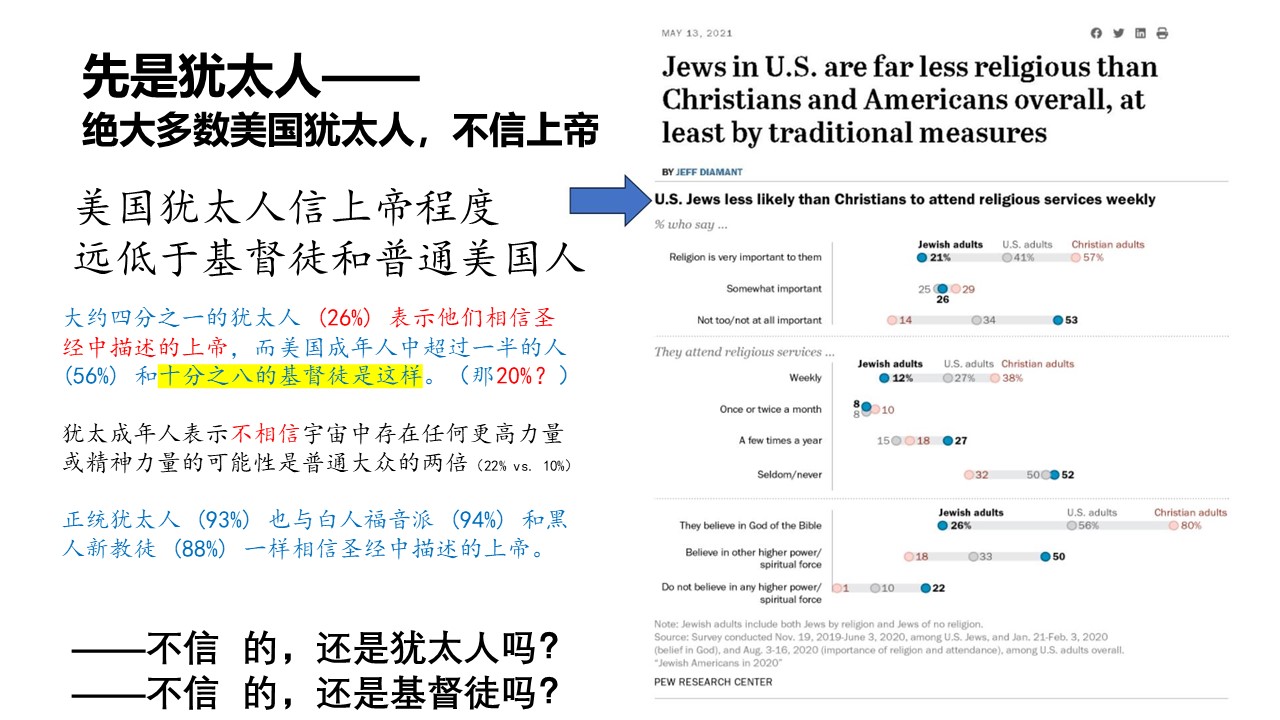 先是犹太人——
绝大多数美国犹太人，不信上帝
美国犹太人信上帝程度
远低于基督徒和普通美国人
大约四分之一的犹太人（26%）表示他们相信圣
经中描述的上帝，而美国成年人中超过一半的人
(56%) 和十分之八的基督徒是这样。（那20%？）
犹太成年人表示不相信宇宙中存在任何更高力量
或精神力量的可能性是普通大众的两倍（22% vs. 10%）
正统犹太人（93%）也与白人福音派（94%）和黑
人新教徒（88%）一样相信圣经中描述的上帝。
——不信 的，还是犹太人吗？
——不信 的，还是基督徒吗？
MAY 13, 2021
Jews in U.S. are far less religious than
Christians and Americans overall, at
least by traditional measures
BY JEFF DIAMANT
U.S. Jews less likely than Christians to attend religious services weekly
% who say ...
Jewish adults U.S. adults Christian adults
Religion is very important to them 21% 41% 57%
Somewhat important 25 29
26
Not too/not at all important 14 34 53
They attend religious services ...
Jewish adults U.S. adults Christian adults
Weekly 12% 27% 38%
Once or twice a month 8 8 10
A few times a year 15 18 27
Seldom/never 32 50 52
Jewish adults U.S. adults Christian adults
They believe in God of the Bible 26% 56% 80%
Believe in other higher power/
spiritual force 18 33 50
Do not believe in any higher power/
spiritual force 1 10 22
Note: Jewish adults include both Jews by religion and Jews of no religion.
Source: Survey conducted Nov. 19, 2019-June 3, 2020, among U.S. Jews, and Jan. 21-Feb. 3, 2020
(belief in God), and Aug. 3-16, 2020 (importance of religion and attendance), among U.S. adults overall.
"Jewish Americans in 2020"
PEW RESEARCH CENTER